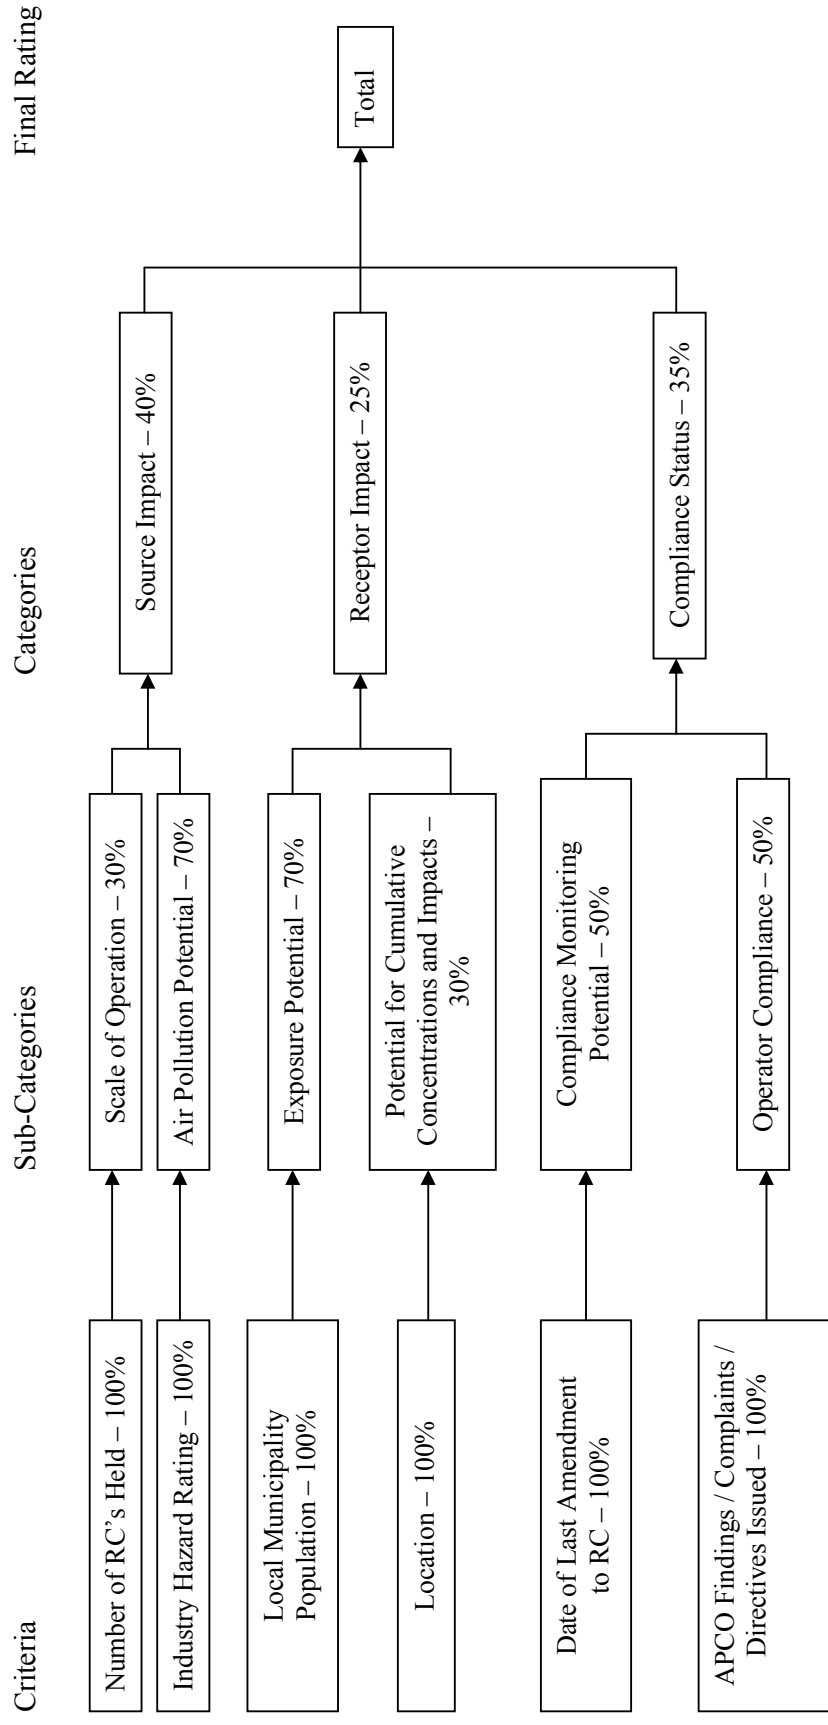 Criteria
Sub-Categories
Categories
Final Rating
Number of RC's Held – 100%
Scale of Operation – 30%
Source Impact – 40%
Industry Hazard Rating – 100%
Air Pollution Potential – 70%
Local Municipality
Population – 100%
Exposure Potential – 70%
Receptor Impact – 25%
Total
Location – 100%
Potential for Cumulative
Concentrations and Impacts –
30%
Date of Last Amendment
to RC – 100%
Compliance Monitoring
Potential – 50%
Compliance Status – 35%
APCO Findings / Complaints /
Directives Issued – 100%
Operator Compliance – 50%